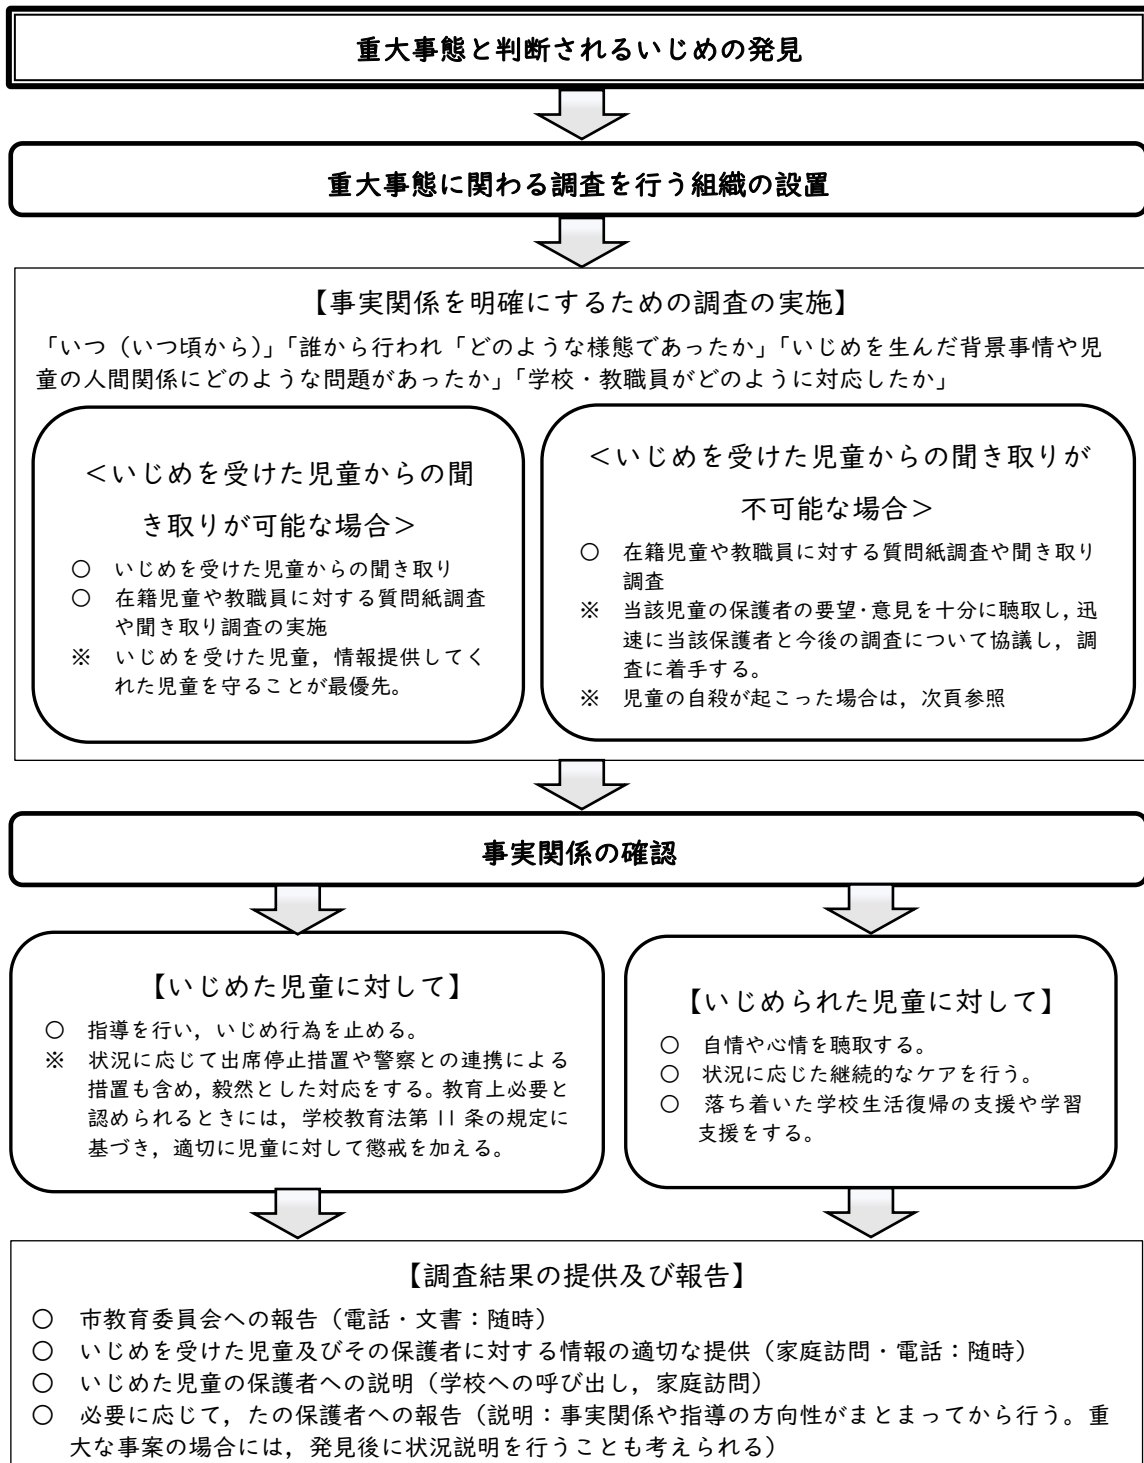 重大事態と判断されるいじめの発見
重大事態に関わる調査を行う組織の設置
【事実関係を明確にするための調査の実施】
「いつ（いつ頃から）」「誰から行われ「どのような様態であったか」「いじめを生んだ背景事情や児
童の人間関係にどのような問題があったか」「学校・教職員がどのように対応したか」
＜いじめを受けた児童からの聞
き取りが可能な場合＞
○　いじめを受けた児童からの聞き取り
○　在籍児童や教職員に対する質問紙調査
や聞き取り調査の実施
※　いじめを受けた児童，情報提供してく
れた児童を守ることが最優先。
＜いじめを受けた児童からの聞き取りが
不可能な場合＞
○　在籍児童や教職員に対する質問紙調査や聞き取り
調査
※　当該児童の保護者の要望・意見を十分に聴取し，迅
速に当該保護者と今後の調査について協議し，調
査に着手する。
※　児童の自殺が起こった場合は，次頁参照
事実関係の確認
【いじめた児童に対して】
○　指導を行い，いじめ行為を止める。
※　状況に応じて出席停止措置や警察との連携による
措置も含め，毅然とした対応をする。教育上必要と
認められるときには，学校教育法第 11 条の規定に
基づき，適切に児童に対して懲戒を加える。
【いじめられた児童に対して】
○　自情や心情を聴取する。
○　状況に応じた継続的なケアを行う。
○　落ち着いた学校生活復帰の支援や学習
支援をする。
【調査結果の提供及び報告】
○　市教育委員会への報告（電話・文書：随時）
○　いじめを受けた児童及びその保護者に対する情報の適切な提供（家庭訪問・電話：随時）
○　いじめた児童の保護者への説明（学校への呼び出し，家庭訪問）
○　必要に応じて，たの保護者への報告（説明：事実関係や指導の方向性がまとまってから行う。重
大な事案の場合には，発見後に状況説明を行うことも考えられる）